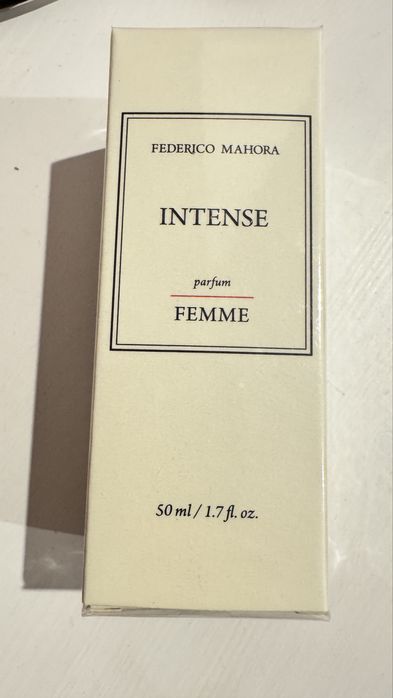 FEDERICO MAHORA
INTENSE
parfum
FEMME
50 ml / 1.7 fl. oz.